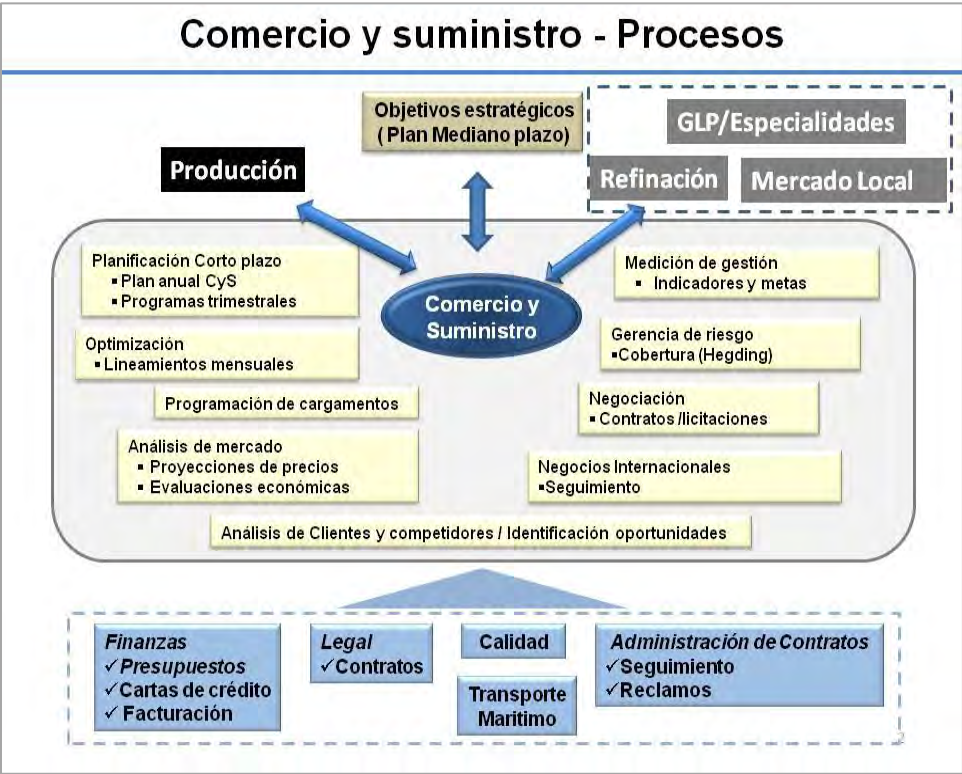 Comercio y suministro - Procesos
Objetivos estratégicos
( Plan Mediano plazo)
GLP/Especialidades
Producción
Refinación
Mercado Local
Planificación Corto plazo
▪ Plan anual CyS
▪ Programas trimestrales
Comercio y
Suministro
Medición de gestión
▪ Indicadores y metas
Optimización
▪ Lineamientos mensuales
Gerencia de riesgo
▪Cobertura (Hegding)
Programación de cargamentos
Negociación
▪ Contratos /licitaciones
Análisis de mercado
▪ Proyecciones de precios
▪ Evaluaciones económicas
Negocios Internacionales
▪Seguimiento
Análisis de Clientes y competidores / Identificación oportunidades
Finanzas
✓Presupuestos
✓Cartas de crédito
✓ Facturación
Legal
✓Contratos
Calidad
Transporte
Maritimo
Administración de Contratos
✓Seguimiento
✓Reclamos
2